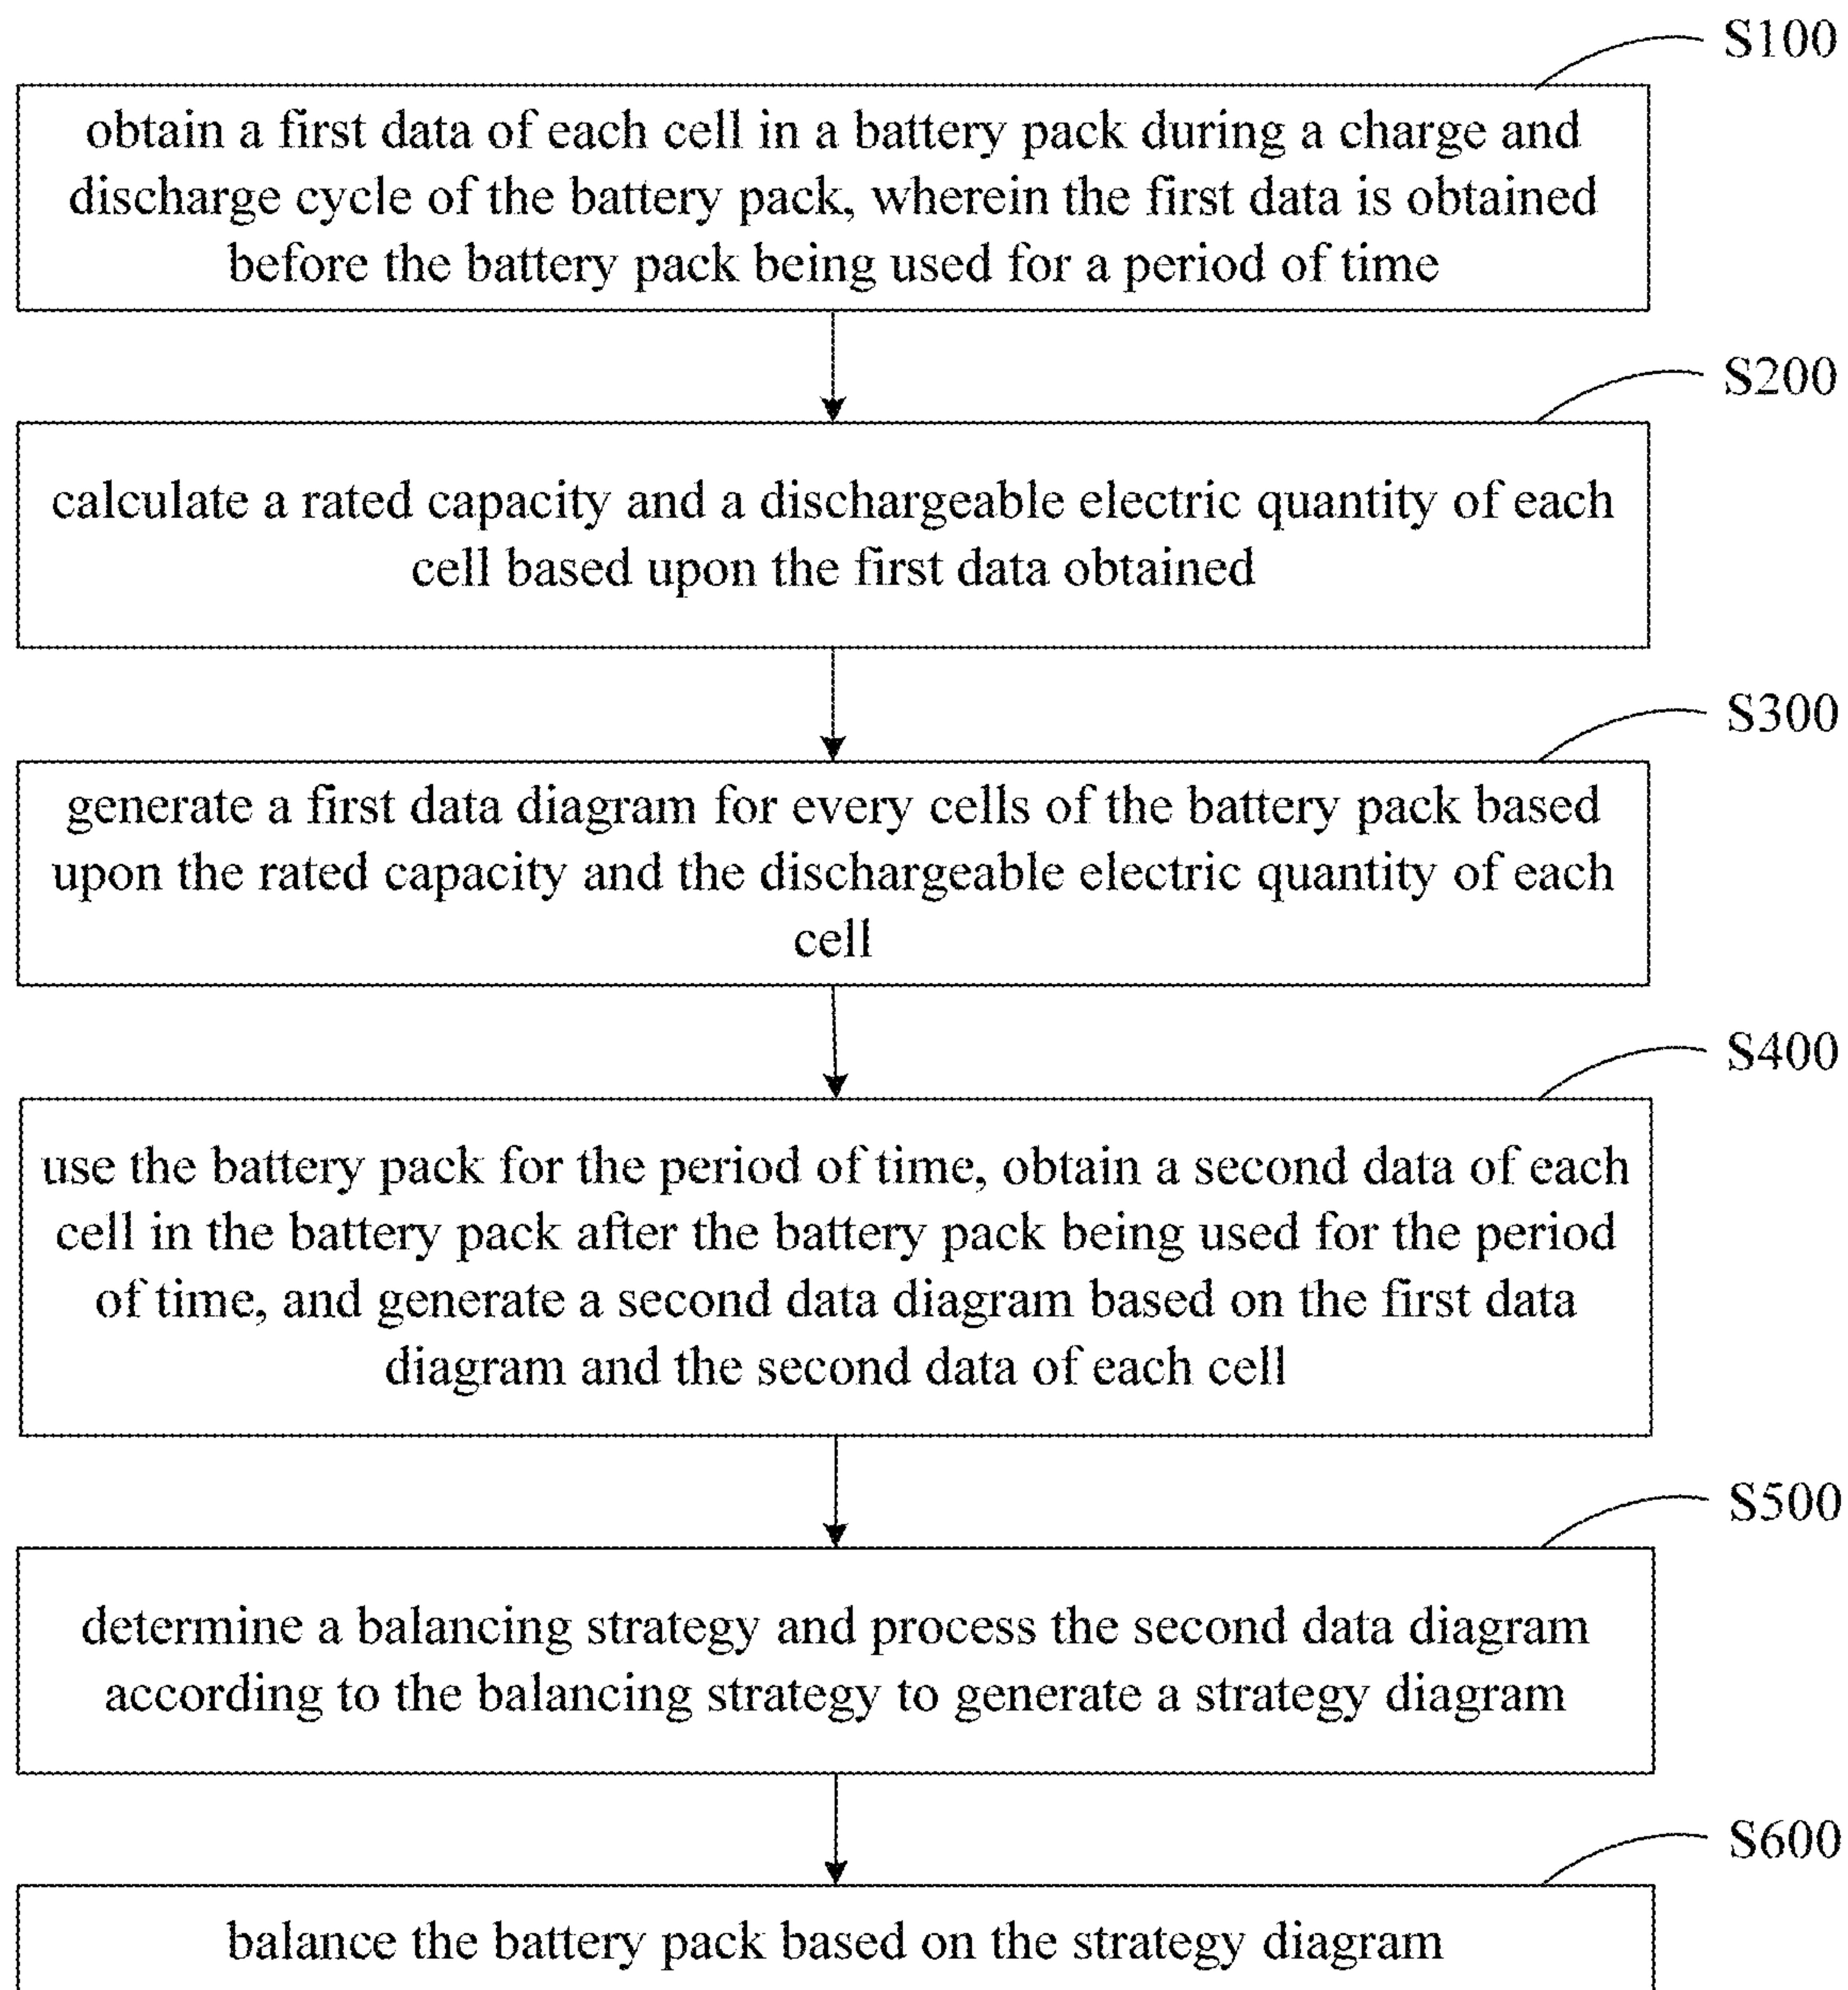 S100
obtain a first data of each cell in a battery pack during a charge and
discharge cycle of the battery pack, wherein the first data is obtained
before the battery pack being used for a period of time
S200
calculate a rated capacity and a dischargeable electric quantity of each
cell based upon the first data obtained
S300
generate a first data diagram for every cells of the battery pack based
upon the rated capacity and the dischargeable electric quantity of each
cell
S400
use the battery pack for the period of time, obtain a second data of each
cell in the battery pack after the battery pack being used for the period
of time, and generate a second data diagram based on the first data
diagram and the second data of each cell
S500
determine a balancing strategy and process the second data diagram
according to the balancing strategy to generate a strategy diagram
S600
balance the battery pack based on the strategy diagram